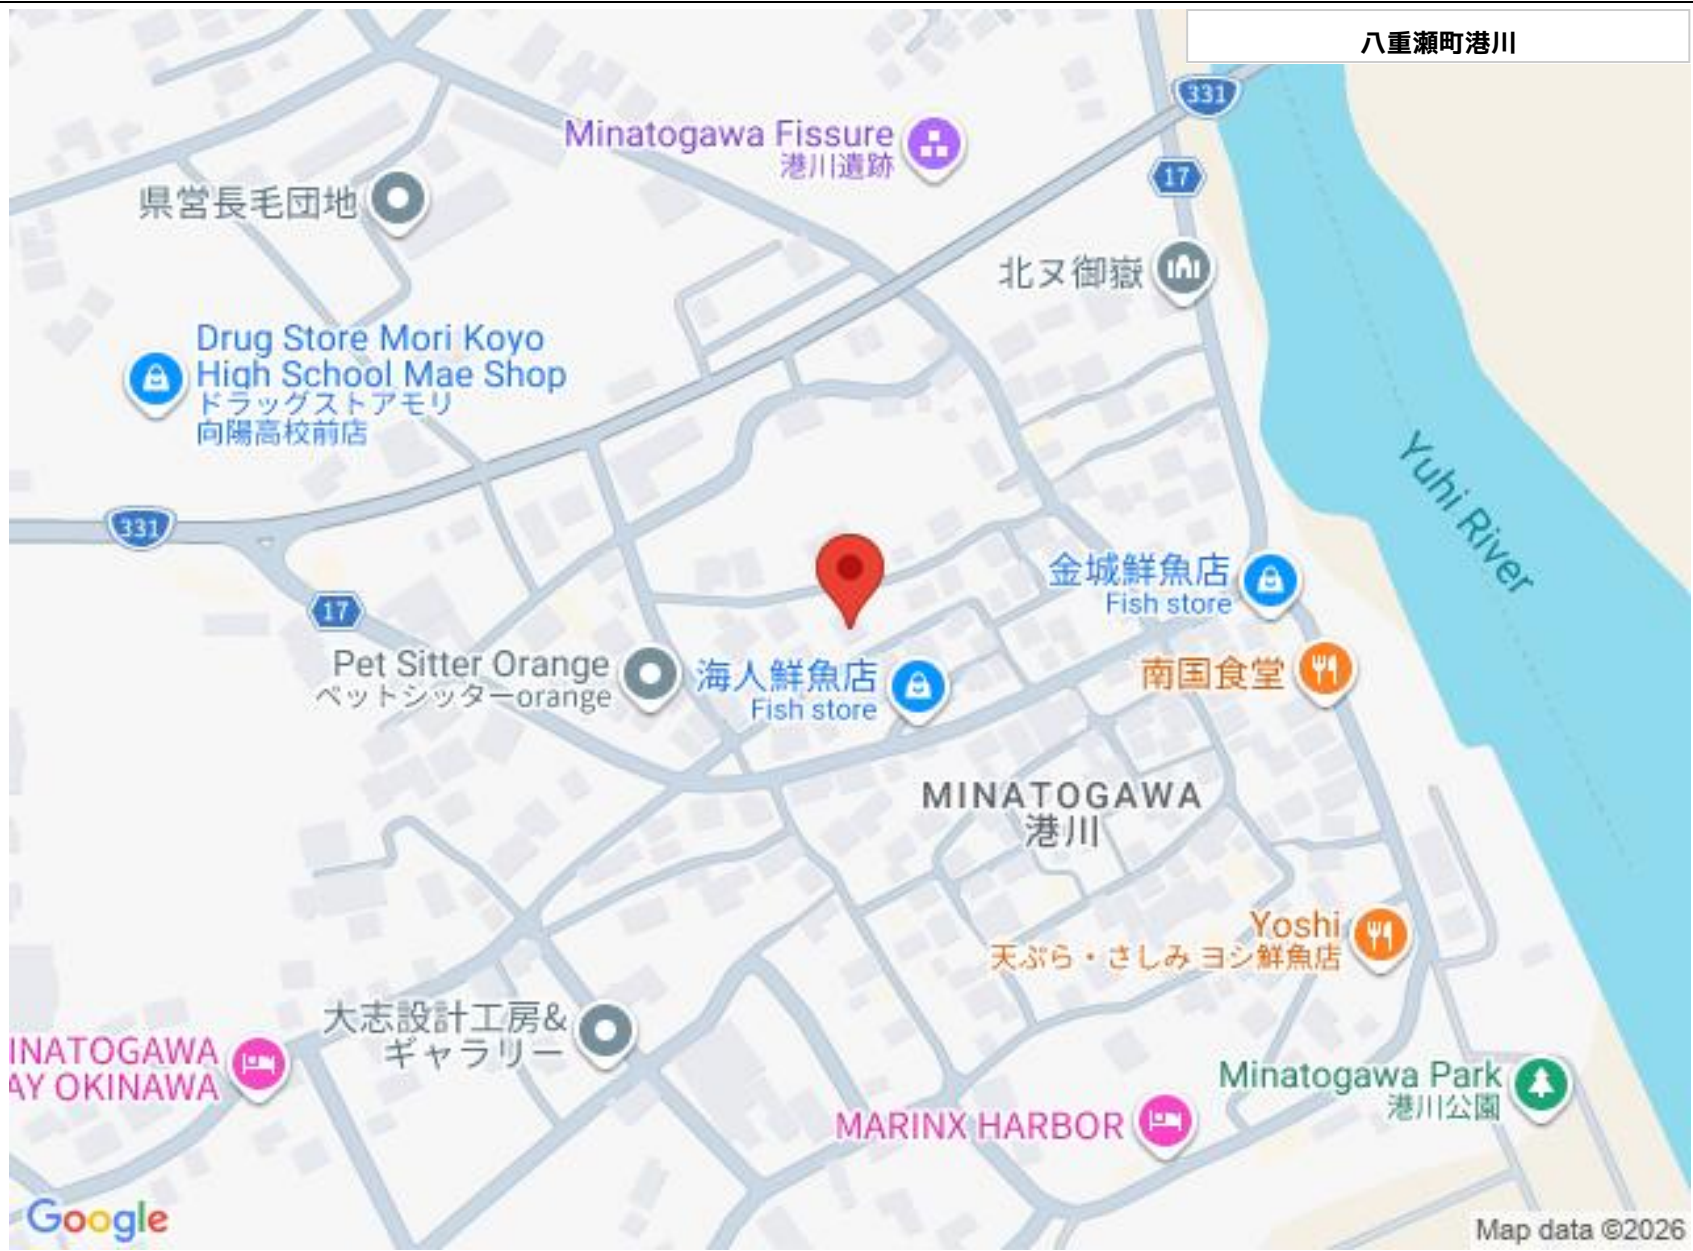 八重瀬町港川
331
Minatogawa Fissure
港川遺跡
17
県営長毛団地
北ヌ御嶽
Drug Store Mori Koyo
High School Mae Shop
ドラッグストアモリ
向陽高校前店
Yuhi River
331
金城鮮魚店
Fish store
17
Pet Sitter Orange
ペットシッターorange
海人鮮魚店
Fish store
南国食堂
MINATOGAWA
港川
Yoshi
天ぷら・さしみ ヨシ鮮魚店
大志設計工房&
ギャラリー
INATOGAWA
AY OKINAWA
Minatogawa Park
港川公園
MARINX HARBOR
Google
Map data ©2026